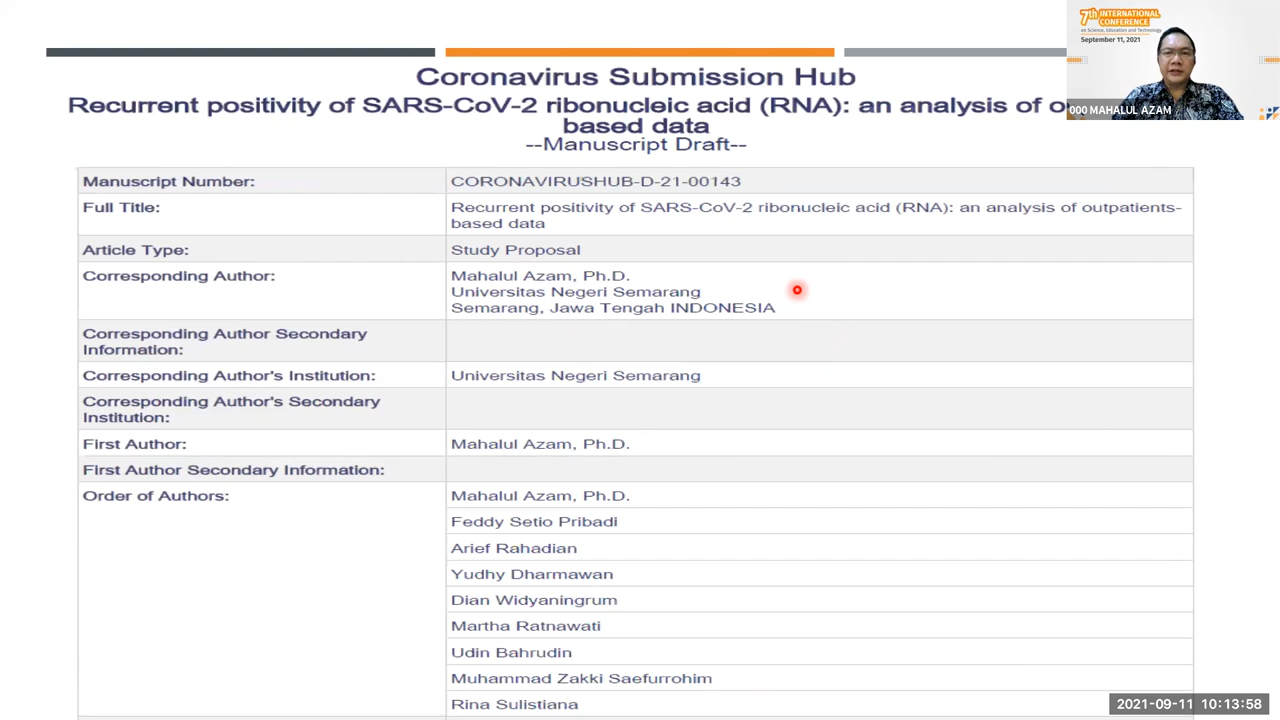 7th INTERNATIONAL
CONFERENCE
on Science, Education and Technology
September 11, 2021
000 MAHALUL AZAM
Coronavirus Submission Hub
Recurrent positivity of SARS-CoV-2 ribonucleic acid (RNA): an analysis of
based data
--Manuscript Draft--
Manuscript Number: CORONAVIRUSHUB-D-21-00143
Full Title: Recurrent positivity of SARS-CoV-2 ribonucleic acid (RNA): an analysis of outpatients-
based data
Article Type: Study Proposal
Corresponding Author: Mahalul Azam, Ph.D.
Universitas Negeri Semarang
Semarang, Jawa Tengah INDONESIA
Corresponding Author Secondary
Information:
Corresponding Author's Institution: Universitas Negeri Semarang
Corresponding Author's Secondary
Institution:
First Author: Mahalul Azam, Ph.D.
First Author Secondary Information:
Order of Authors: Mahalul Azam, Ph.D.
Feddy Setio Pribadi
Arief Rahadian
Yudhy Dharmawan
Dian Widyaningrum
Martha Ratnawati
Udin Bahrudin
Muhammad Zakki Saefurrohim
Rina Sulistiana
2021-09-11 10:13:58